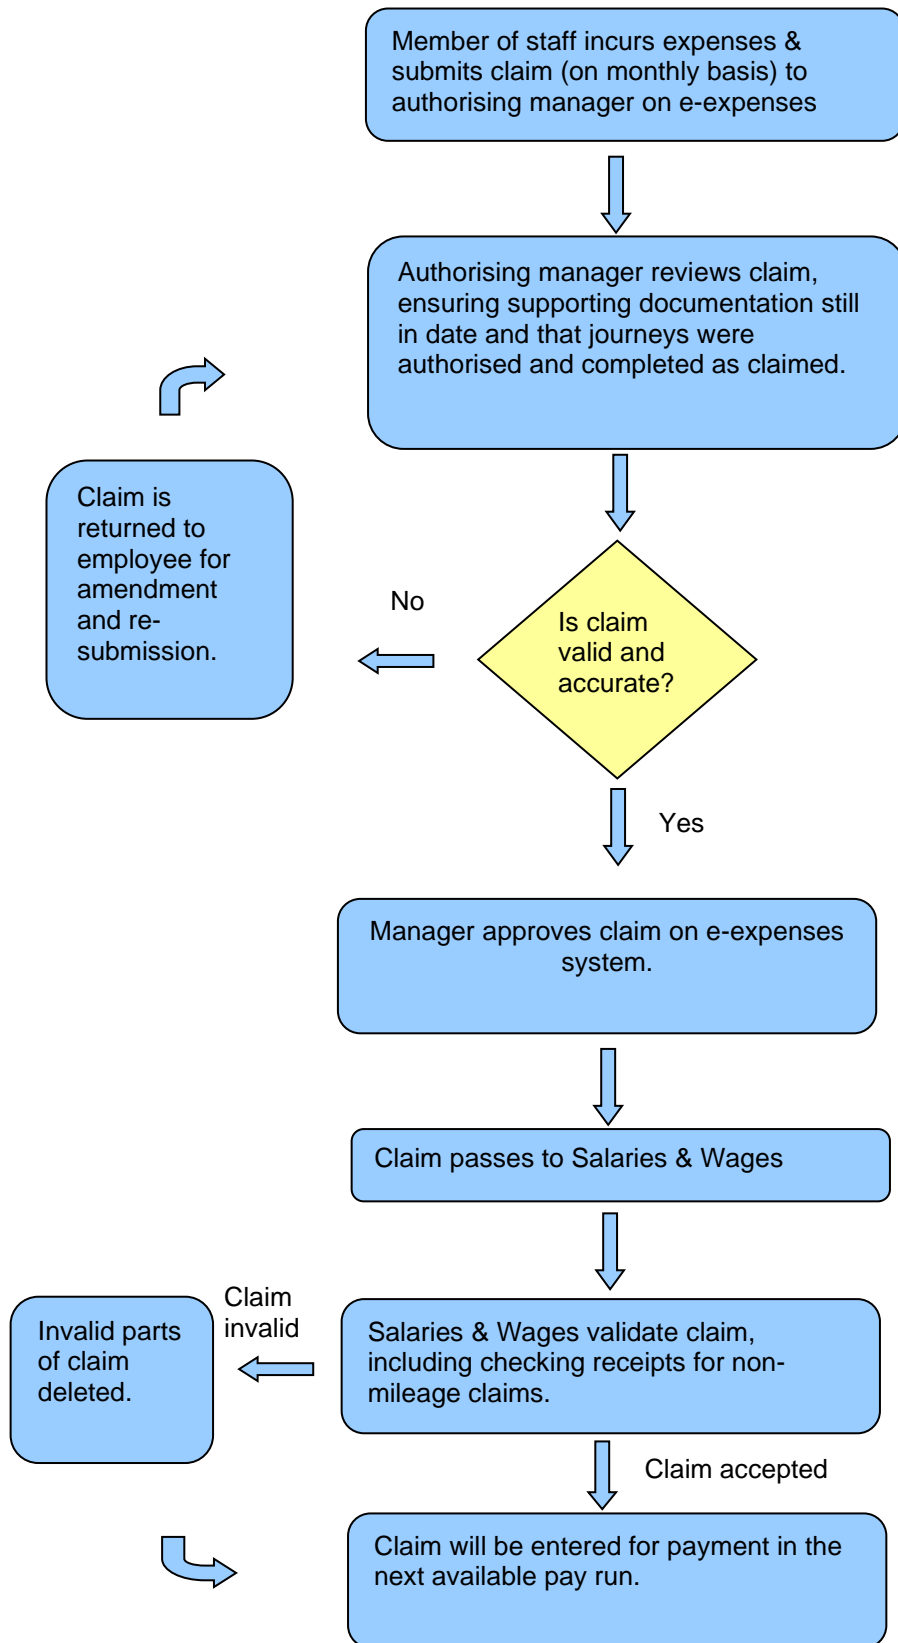 Member of staff incurs expenses &
submits claim (on monthly basis) to
authorising manager on e-expenses
Authorising manager reviews claim,
ensuring supporting documentation still
in date and that journeys were
authorised and completed as claimed.
Claim is
returned to
employee for
amendment
and re-
submission.
No
Is claim
valid and
accurate?
Yes
Manager approves claim on e-expenses
system.
Claim passes to Salaries & Wages
Claim
invalid
Invalid parts
of claim
deleted.
Salaries & Wages validate claim,
including checking receipts for non-
mileage claims.
Claim accepted
Claim will be entered for payment in the
next available pay run.